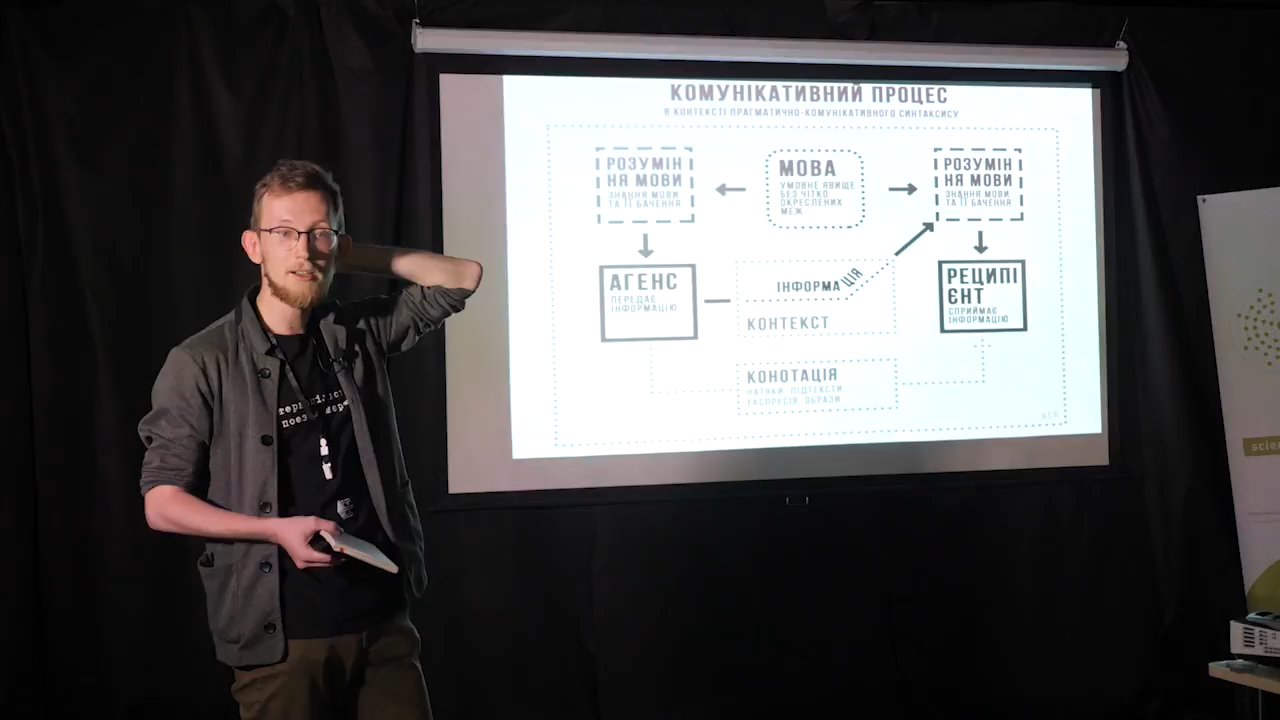 КОМУНІКАТИВНИЙ ПРОЦЕС
В КОНТЕКСТІ ПРАГМАТИЧНО-КОМУНІКАТИВНОГО СИНТАКСИСУ
РОЗУМІН
НЯ МОВИ
ЗНАННЯ МОВИ
ТА ЇЇ БАЧЕННЯ
МОВА
УМОВНЕ ЯВИЩЕ
БЕЗ ЧІТКО
ОКРЕСЛЕНИХ
МЕЖ
РОЗУМІН
НЯ МОВИ
ЗНАННЯ МОВИ
ТА ЇЇ БАЧЕННЯ
АГЕНС
ПЕРЕДАЄ
ІНФОРМАЦІЮ
ІНФОРМАЦІЯ
КОНТЕКСТ
РЕЦИПІ
ЄНТ
СПРИЙМАЄ
ІНФОРМАЦІЮ
КОНОТАЦІЯ
НАТЯКИ ПІДТЕКСТИ
ЕКСПРЕСІЯ ОБРАЗИ
scien